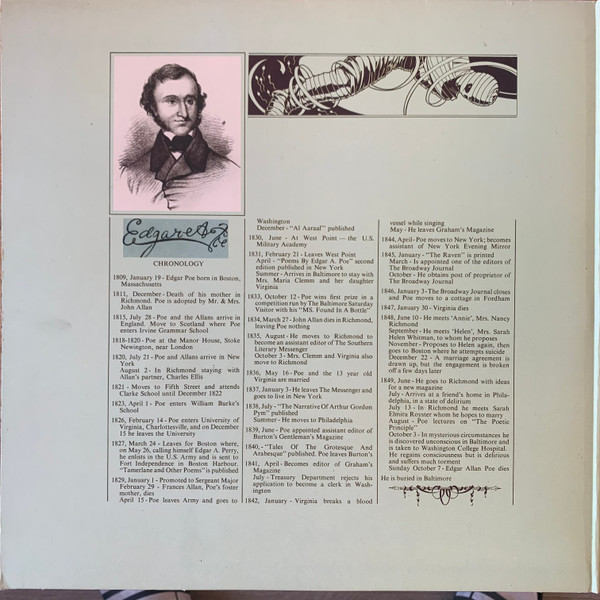 Edgar A Poe
CHRONOLOGY
1809, January 19 - Edgar Poe born in Boston,
Massachusetts
1811, December - Death of his mother in
Richmond. Poe is adopted by Mr. & Mrs.
John Allan
1815, July 28 - Poe and the Allans arrive in
England. Move to Scotland where Poe
enters Irvine Grammar School
1818-1820 - Poe at the Manor House, Stoke
Newington, near London
1820, July 21 - Poe and Allans arrive in New
York
August 2 - In Richmond staying with
Allan's partner, Charles Ellis
1821 - Moves to Fifth Street and attends
Clarke School until December 1822
1823, April 1 - Poe enters William Burke's
School
1826, February 14 - Poe enters University of
Virginia, Charlottesville, and on December
15 he leaves the University
1827, March 24 - Leaves for Boston where,
on May 26, calling himself Edgar A. Perry,
he enlists in the U.S. Army and is sent to
Fort Independence in Boston Harbour.
"Tamerlane and Other Poems" is published
1829, January 1 - Promoted to Sergeant Major
February 29 - Frances Allan, Poe's foster
mother, dies
April 15 - Poe leaves Army and goes to
Washington
December - "Al Aaraaf" published
1830, June - At West Point — the U.S.
Military Academy
1831, February 21 - Leaves West Point
April - "Poems By Edgar A. Poe" second
edition published in New York
Summer - Arrives in Baltimore to stay with
Mrs. Maria Clemm and her daughter
Virginia
1833, October 12 - Poe wins first prize in a
competition run by The Baltimore Saturday
Visitor with his "MS. Found In A Bottle"
1834, March 27 - John Allan dies in Richmond,
leaving Poe nothing
1835, August - He moves to Richmond to
become an assistant editor of The Southern
Literary Messenger
October 3 - Mrs. Clemm and Virginia also
move to Richmond
1836, May 16 - Poe and the 13 year old
Virginia are married
1837, January 3 - He leaves The Messenger and
goes to live in New York
1838, July - "The Narrative Of Arthur Gordon
Pym" published
Summer - He moves to Philadelphia
1839, June - Poe appointed assistant editor of
Burton's Gentleman's Magazine
1840, - "Tales Of The Grotesque And
Arabesque" published. Poe leaves Burton's
1841, April - Becomes editor of Graham's
Magazine
July - Treasury Department rejects his
application to become a clerk in Wash-
ington
1842, January - Virginia breaks a blood
vessel while singing
May - He leaves Graham's Magazine
1844, April - Poe moves to New York; becomes
assistant of New York Evening Mirror
1845, January - "The Raven" is printed
March - Is appointed one of the editors of
The Broadway Journal
October - He obtains post of proprietor of
The Broadway Journal
1846, January 3 - The Broadway Journal closes
and Poe moves to a cottage in Fordham
1847, January 30 - Virginia dies
1848, June 10 - He meets 'Annie', Mrs. Nancy
Richmond
September - He meets 'Helen', Mrs. Sarah
Helen Whitman, to whom he proposes
November - Proposes to Helen again, then
goes to Boston where he attempts suicide
December 22 - A marriage agreement is
drawn up, but the engagement is broken
off a few days later
1849, June - He goes to Richmond with ideas
for a new magazine
July - Arrives at a friend's home in Phila-
delphia, in a state of delirium
July 13 - In Richmond he meets Sarah
Elmira Royster whom he hopes to marry
August - Poe lectures on "The Poetic
Principle"
October 3 - In mysterious circumstances he
is discovered unconscious in Baltimore and
is taken to Washington College Hospital.
He regains consciousness but is delirious
and suffers much torment
Sunday October 7 - Edgar Allan Poe dies
He is buried in Baltimore